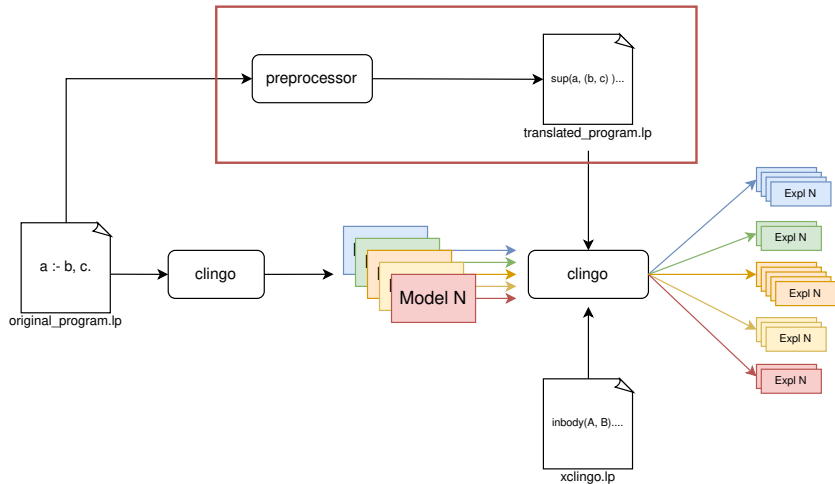 preprocessor
sup(a, (b, c) )...
translated_program.lp
a :- b, c.
original_program.lp
clingo
Model N
clingo
Expl N
Expl N
Expl N
Expl N
Expl N
inbody(A, B)....
xclingo.lp